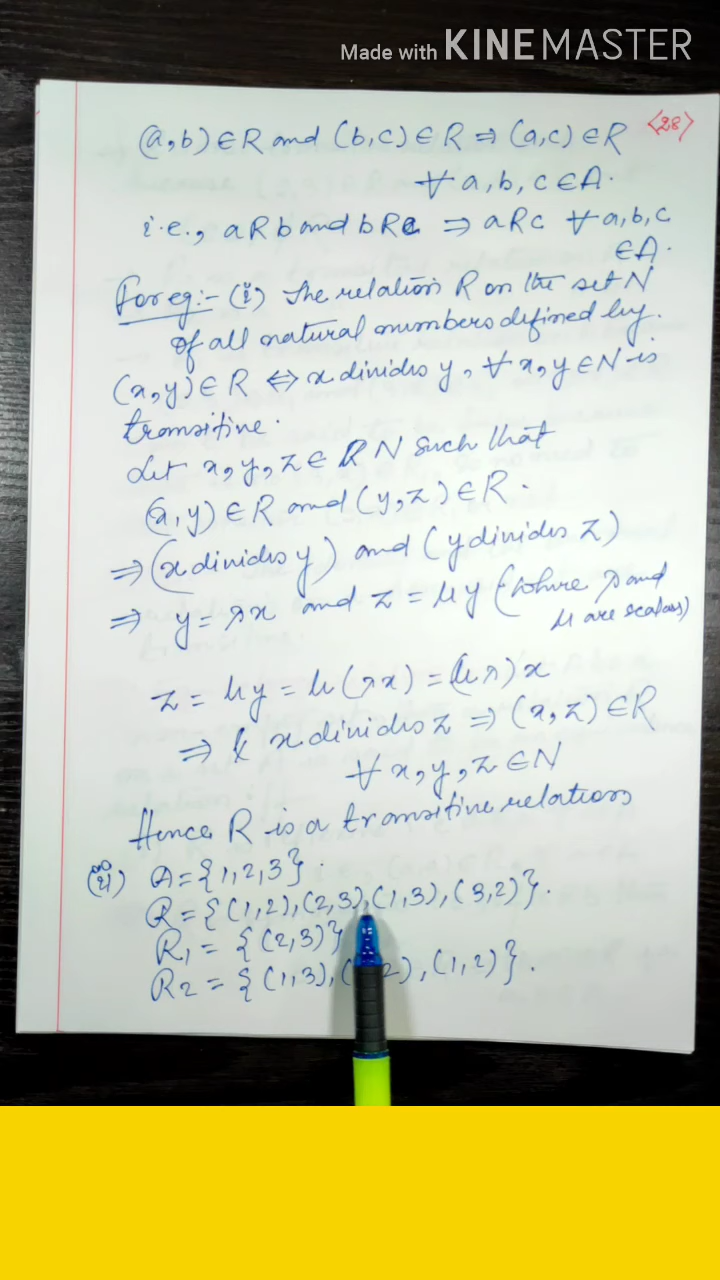 Made with KINEMASTER
<28>
(a,b)∈R and (b,c)∈R ⇒ (a,c)∈R
∀ a,b,c ∈A.
i.e., aRb and bRc ⇒ aRc ∀ a,b,c
∈A.
For eg:- (i) The relation R on the set N
of all natural numbers defined by.
(x,y)∈R ⇔ x divides y, ∀ x,y∈N is
transitive.
Let x,y,z∈ N such that
(x,y)∈R and (y,z)∈R.
⇒ (x divides y) and (y divides z)
⇒ y=λx and z=μy (where λ and
μ are scalars)
z = μy = μ(λx) = (μλ)x
⇒ x divides z ⇒ (x,z)∈R
∀ x,y,z∈N
Hence R is a transitive relation
(ii) A={1,2,3}.
R={(1,2),(2,3),(1,3),(3,2)}.
R1 = {(2,3)}
R2 = {(1,3),( 2),(1,2)}.